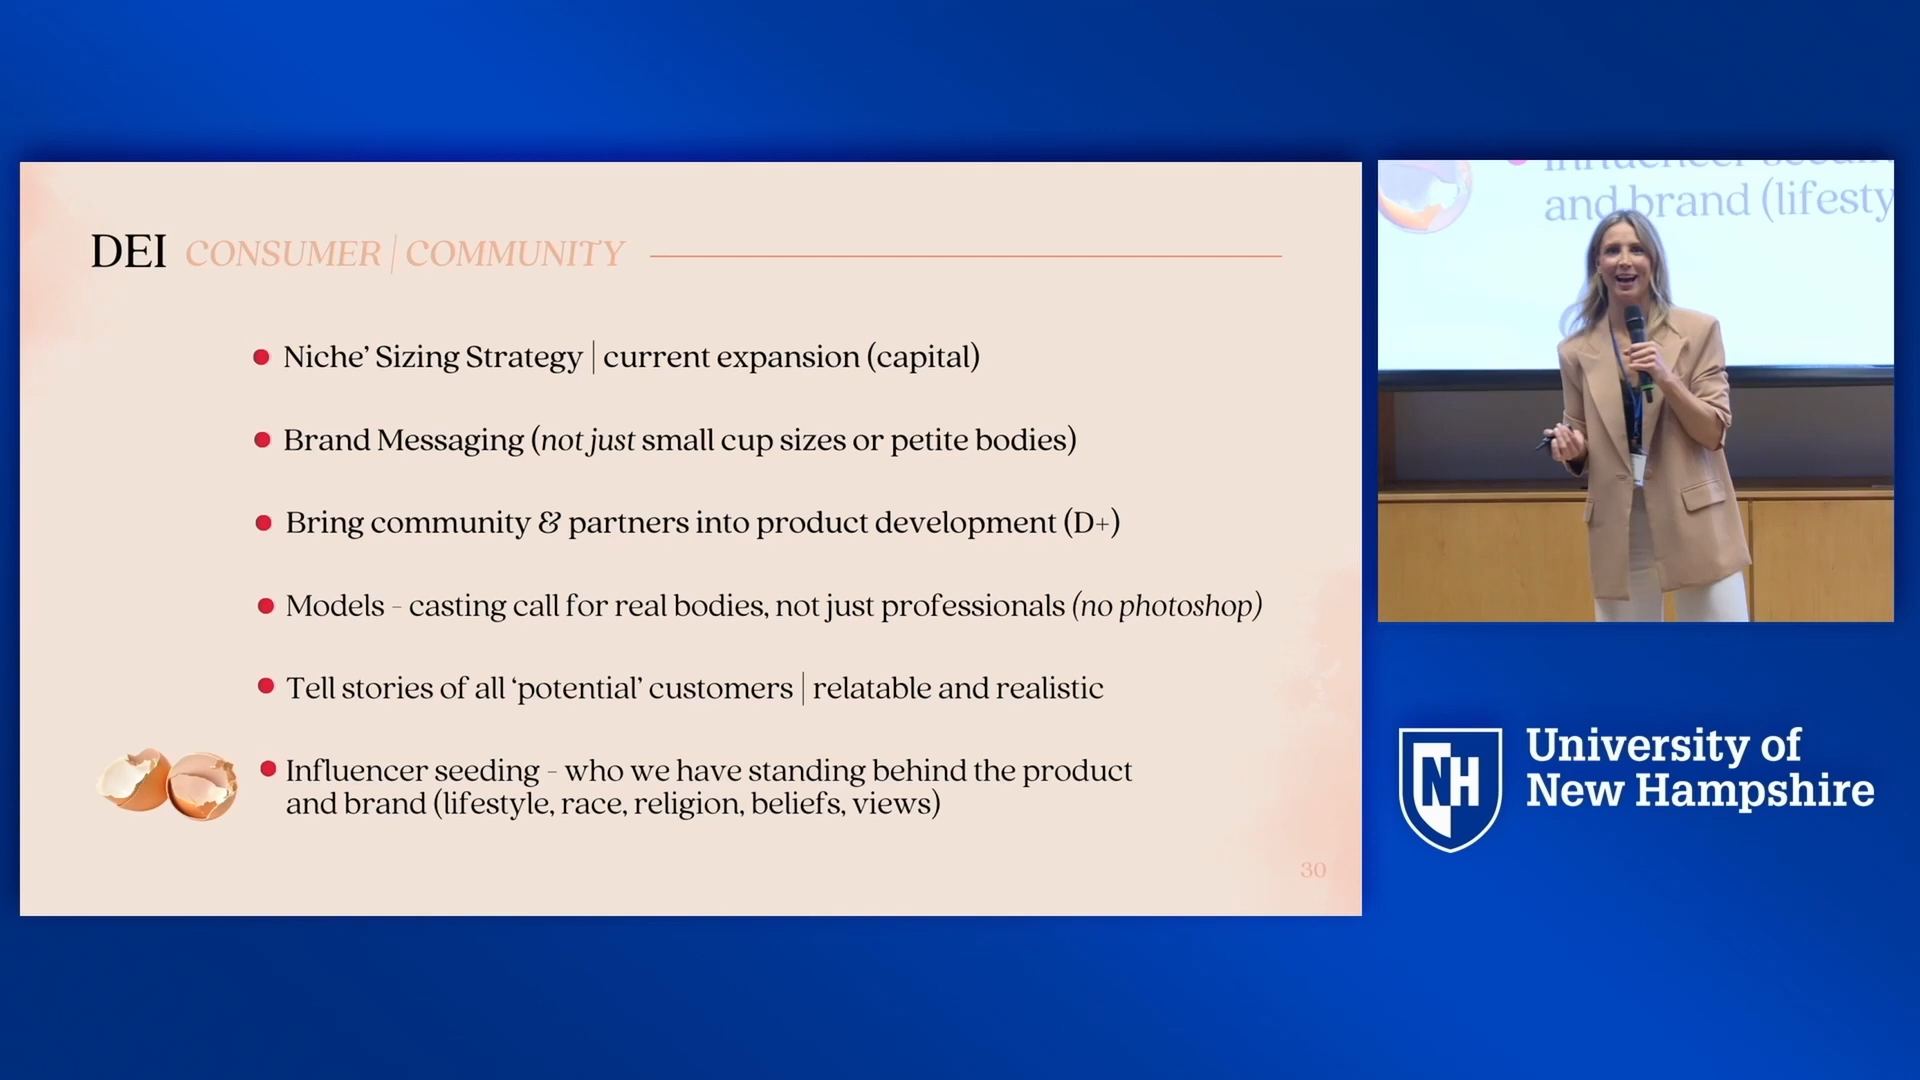 DEI CONSUMER | COMMUNITY
Niche’ Sizing Strategy | current expansion (capital)
Brand Messaging (not just small cup sizes or petite bodies)
Bring community & partners into product development (D+)
Models - casting call for real bodies, not just professionals (no photoshop)
Tell stories of all ‘potential’ customers | relatable and realistic
Influencer seeding - who we have standing behind the product
and brand (lifestyle, race, religion, beliefs, views)
30
and brand (lifesty
NH
University of
New Hampshire